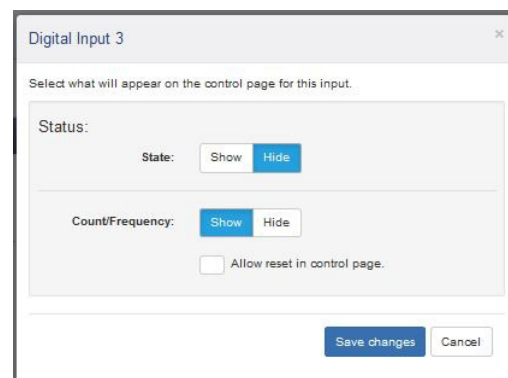 Digital Input 3 ×
Select what will appear on the control page for this input.
Status:
State: Show Hide
Count/Frequency: Show Hide
Allow reset in control page.
Save changes Cancel